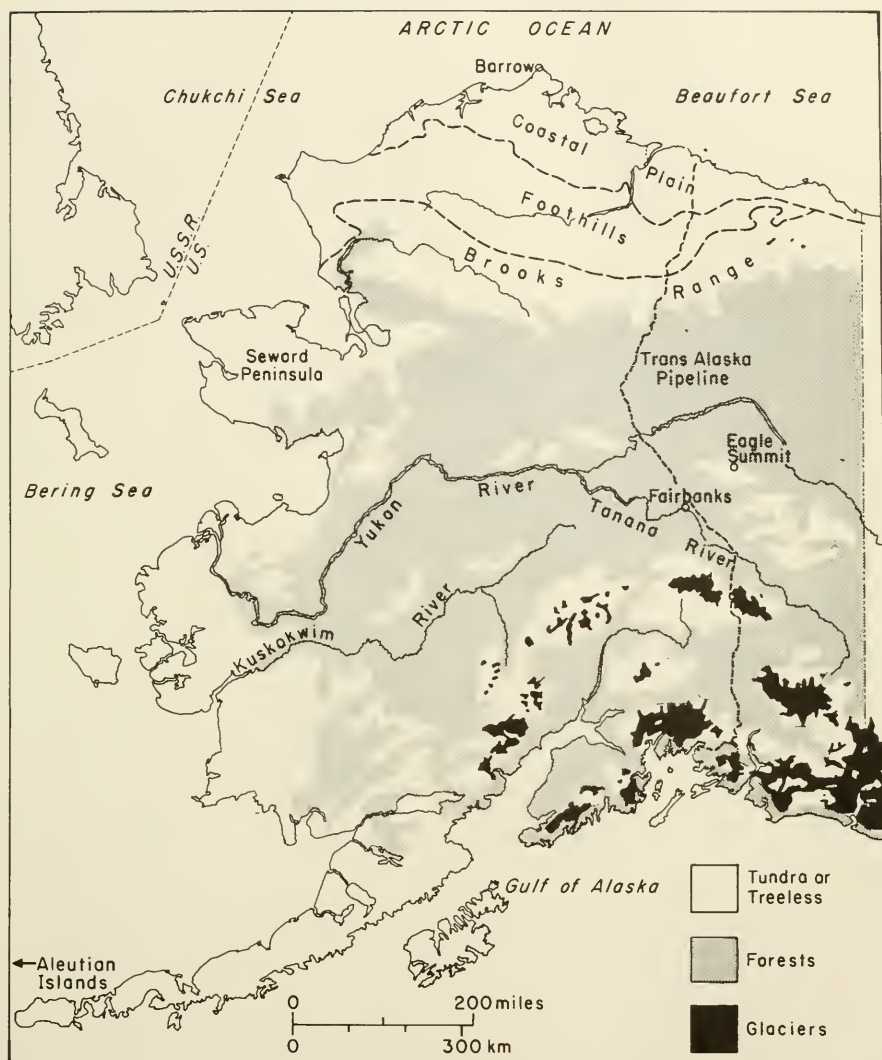 ARCTIC OCEAN
Barrow
Chukchi Sea
Beaufort Sea
Coastal
Plain
Foothills
Brooks
Range
U.S.S.R.
U.S.
Seward
Peninsula
Trans Alaska
Pipeline
Eagle
Summit
Bering Sea
Yukon
River
Fairbanks
Tanana
River
Kuskokwim
River
Gulf of Alaska
Tundra or
Treeless
Forests
Glaciers
Aleutian
Islands
0 200 miles
0 300 km